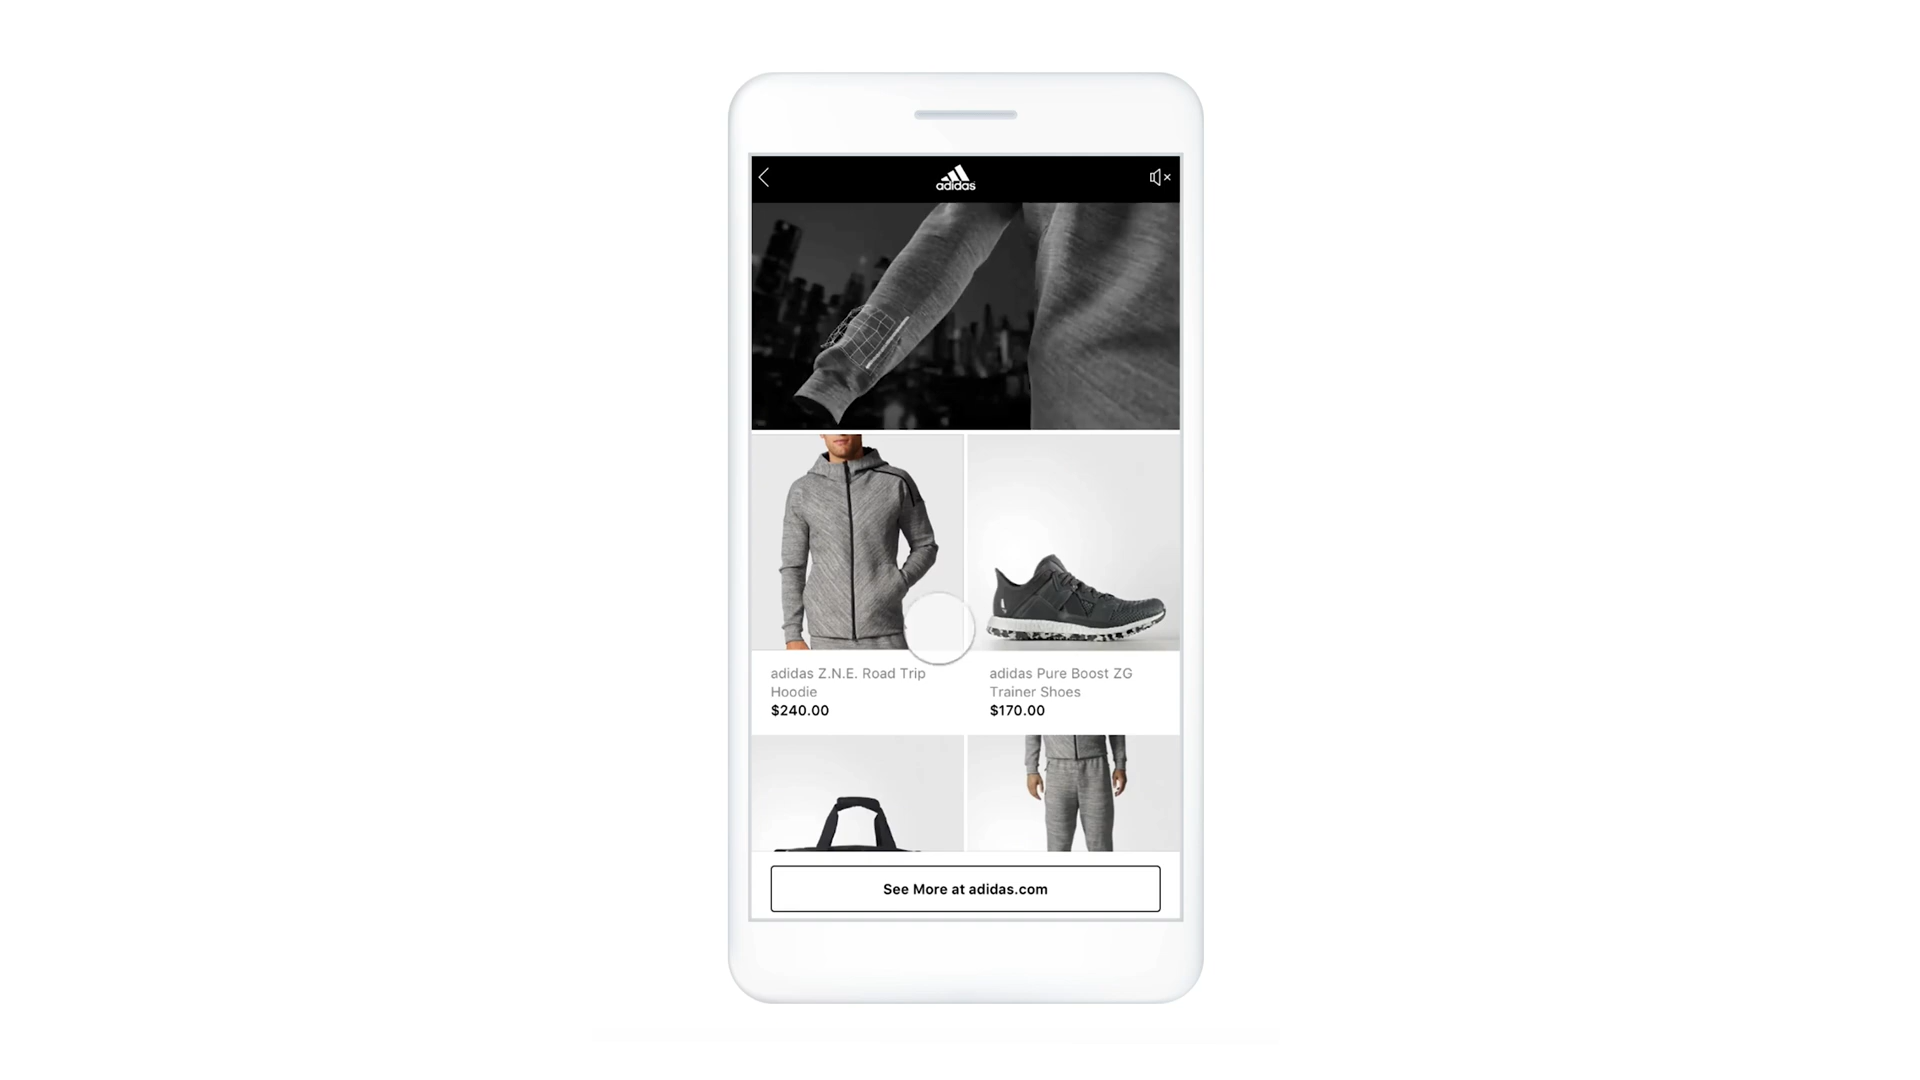 adidas
adidas Z.N.E. Road Trip
Hoodie
$240.00
adidas Pure Boost ZG
Trainer Shoes
$170.00
See More at adidas.com